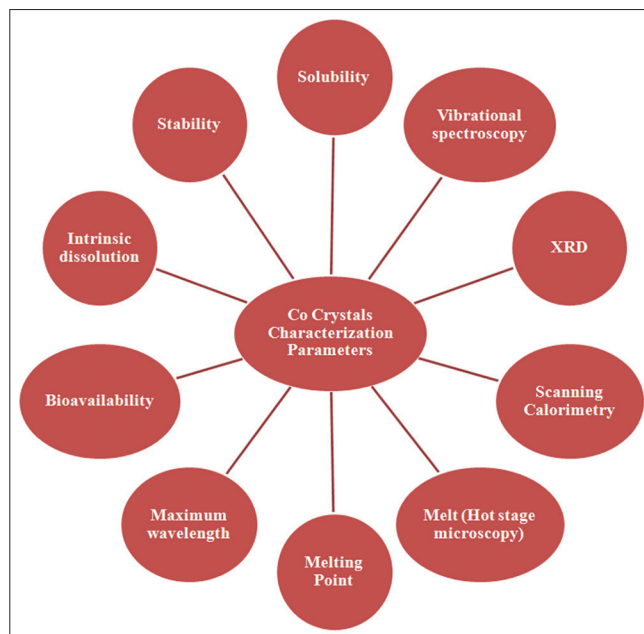 Solubility
Vibrational
spectroscopy
XRD
Scanning
Calorimetry
Melt (Hot stage
microscopy)
Melting
Point
Maximum
wavelength
Bioavailability
Intrinsic
dissolution
Stability
Co Crystals
Characterization
Parameters